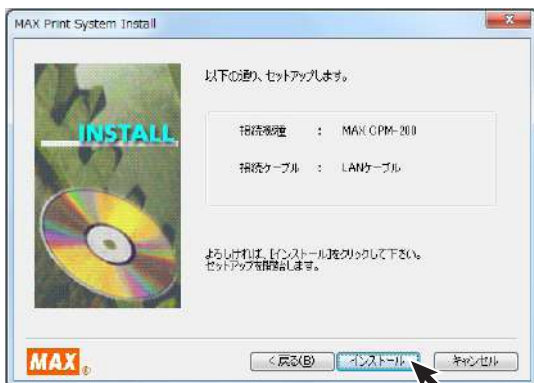 MAX Print System Install
以下の通り、セットアップします。
INSTALL
接続機種 : MAX CPM-200
接続ケーブル : LANケーブル
よろしければ、[インストール]をクリックして下さい。
セットアップを開始します。
MAX®
< 戻る(B)
インストール
キャンセル